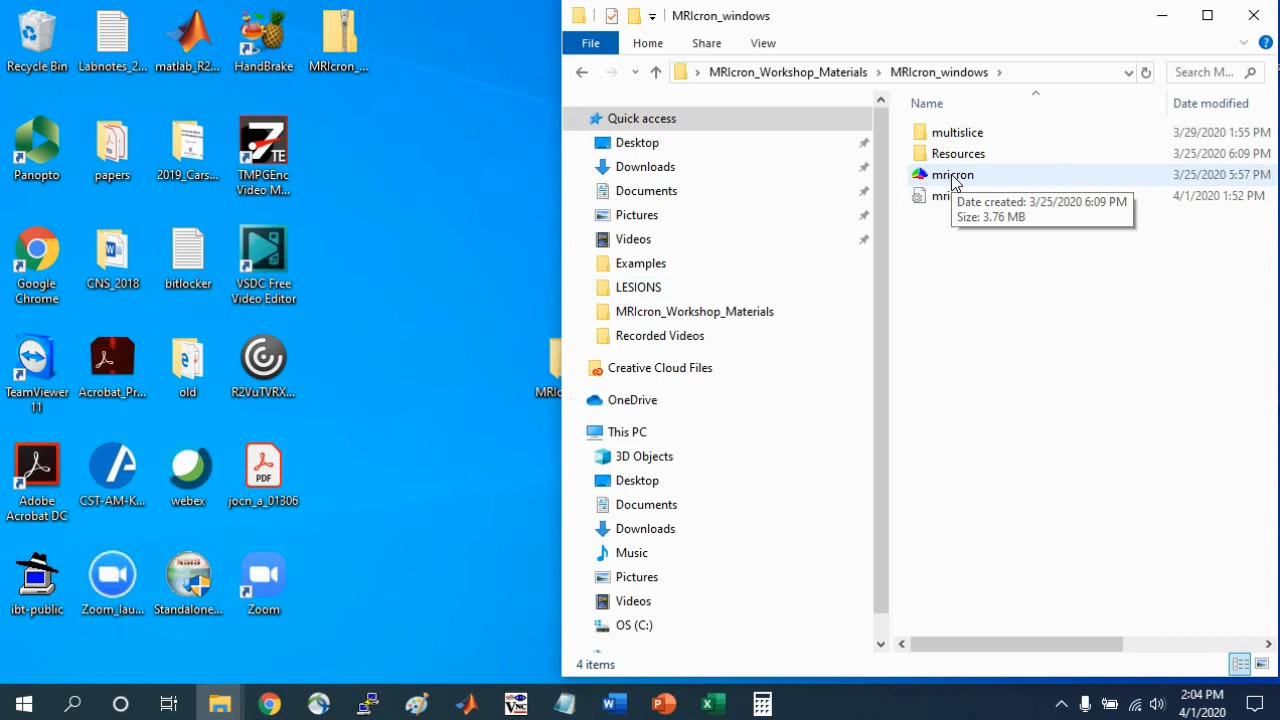 Recycle Bin
Labnotes_2...
matlab_R2...
HandBrake
MRIcron_...
Panopto
papers
2019_Cars...
TMPGEnc
Video M...
Google
Chrome
CNS_2018
bitlocker
VSDC Free
Video Editor
TeamViewer
11
Acrobat_Pr...
old
R2VuTVRX...
MRIc
Adobe
Acrobat DC
CST-AM-K...
webex
PDF
jocn_a_01306
ibt-public
Zoom_lau...
Standalone...
Zoom
MRIcron_windows
File
Home
Share
View
MRIcron_Workshop_Materials
MRIcron_windows
Search M...
Quick access
Desktop
Downloads
Documents
Pictures
Videos
Examples
LESIONS
MRIcron_Workshop_Materials
Recorded Videos
Creative Cloud Files
OneDrive
This PC
3D Objects
Desktop
Documents
Downloads
Music
Pictures
Videos
OS (C:)
Name
Date modified
multislice
3/29/2020 1:55 PM
Resources
3/25/2020 6:09 PM
mricron
3/25/2020 5:57 PM
mri
4/1/2020 1:52 PM
Date created: 3/25/2020 6:09 PM
Size: 3.76 MB
4 items
2:04 PM
4/1/2020